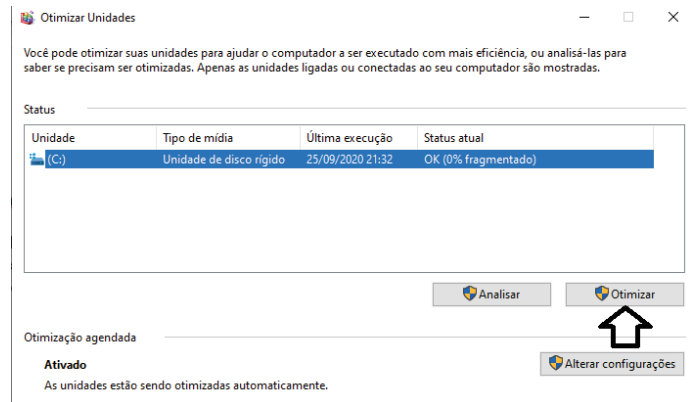 Otimizar Unidades
Você pode otimizar suas unidades para ajudar o computador a ser executado com mais eficiência, ou analisá-las para
saber se precisam ser otimizadas. Apenas as unidades ligadas ou conectadas ao seu computador são mostradas.
Status
Unidade Tipo de mídia Última execução Status atual
(C:) Unidade de disco rígido 25/09/2020 21:32 OK (0% fragmentado)
Analisar Otimizar
Otimização agendada
Ativado Alterar configurações
As unidades estão sendo otimizadas automaticamente.